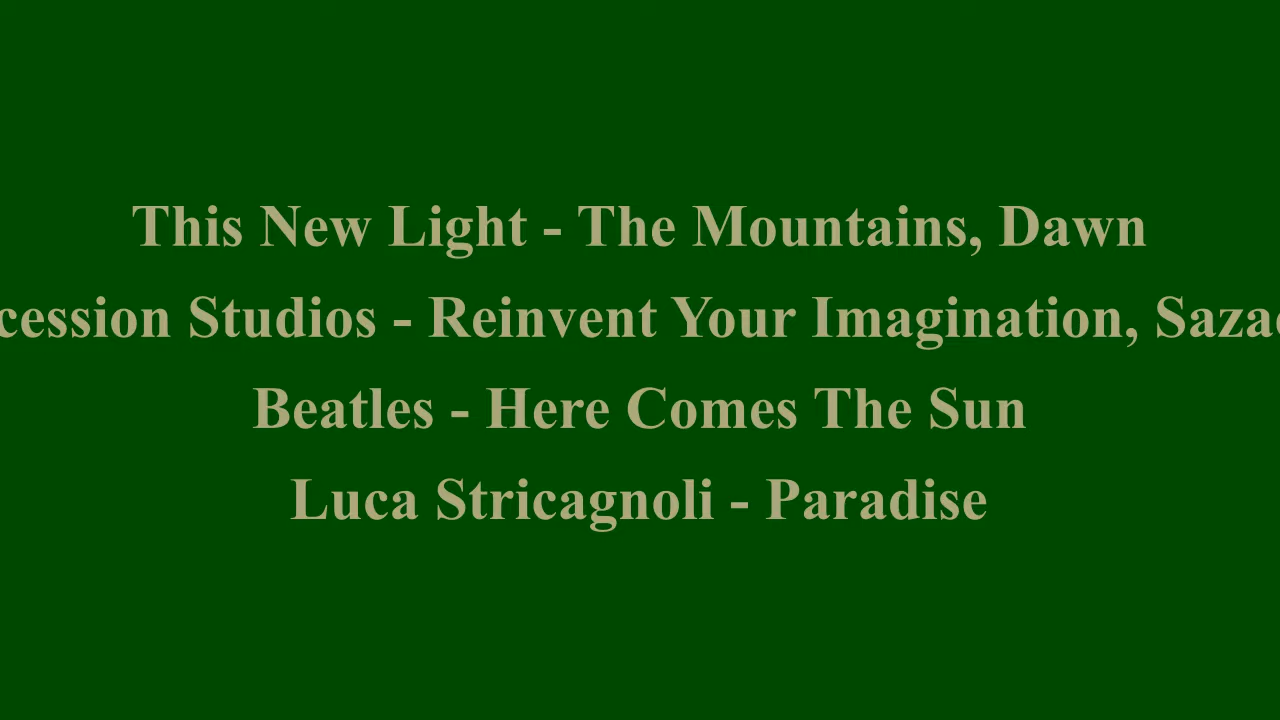 This New Light - The Mountains, Dawn
cession Studios - Reinvent Your Imagination,
Beatles - Here Comes The Sun
Luca Stricagnoli - Paradise